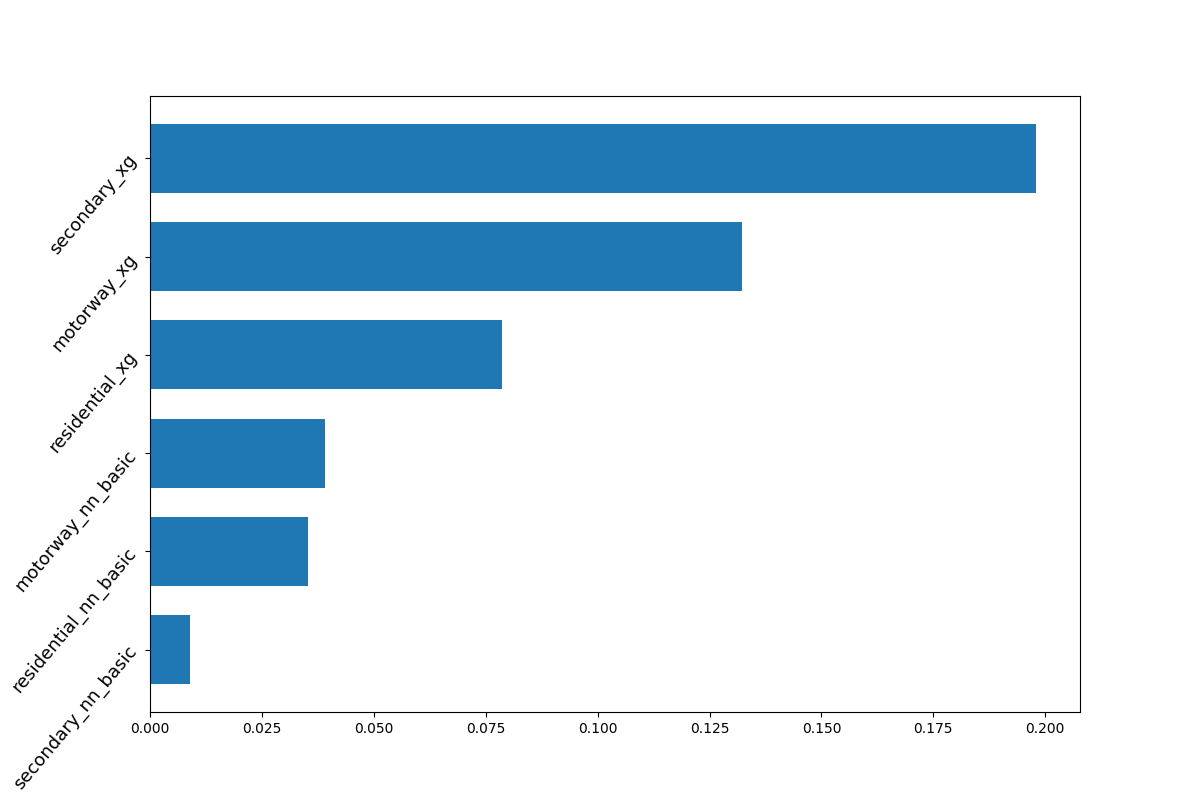 secondary_xg
motorway_xg
residential_xg
motorway_nn_basic
residential_nn_basic
secondary_nn_basic
0.000 0.025 0.050 0.075 0.100 0.125 0.150 0.175 0.200